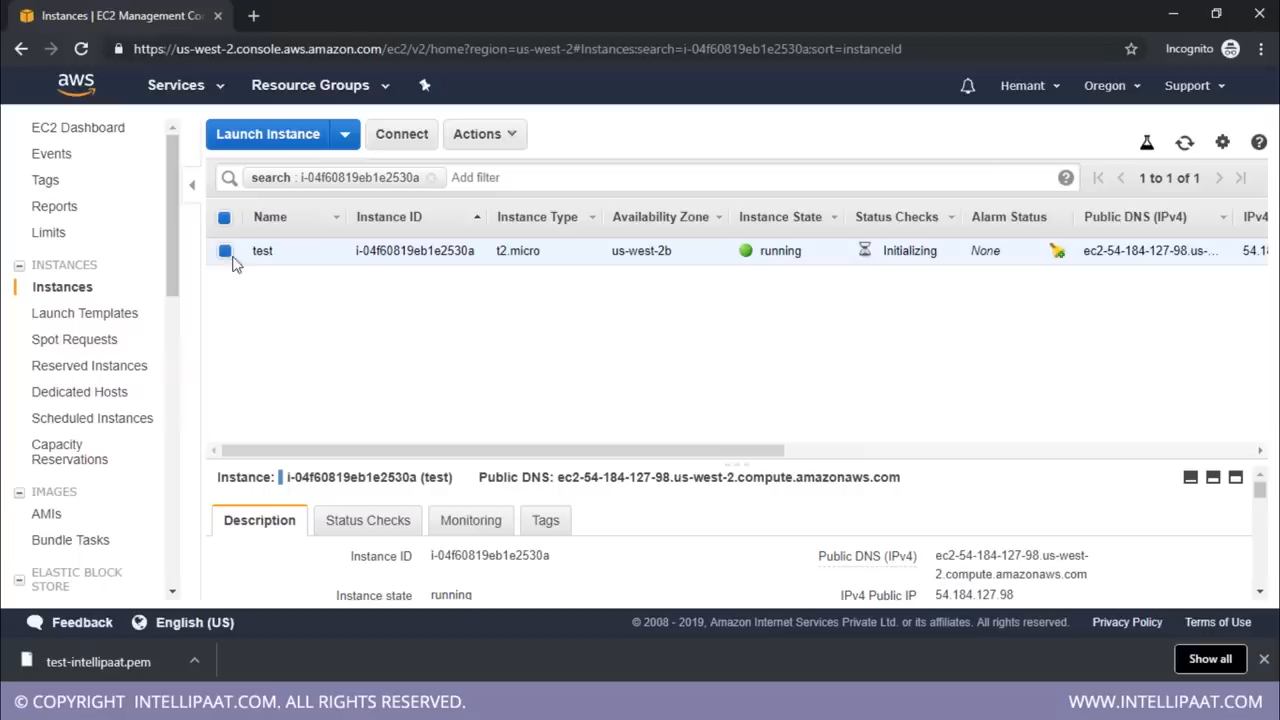 Instances | EC2 Management Co
https://us-west-2.console.aws.amazon.com/ec2/v2/home?region=us-west-2#Instances:search=i-04f60819eb1e2530a;sort=instanceId
Incognito
aws
Services
Resource Groups
Hemant
Oregon
Support
EC2 Dashboard
Events
Tags
Reports
Limits
INSTANCES
Instances
Launch Templates
Spot Requests
Reserved Instances
Dedicated Hosts
Scheduled Instances
Capacity
Reservations
IMAGES
AMIs
Bundle Tasks
ELASTIC BLOCK
STORE
Launch Instance
Connect
Actions
search : i-04f60819eb1e2530a
Add filter
1 to 1 of 1
Name
Instance ID
Instance Type
Availability Zone
Instance State
Status Checks
Alarm Status
Public DNS (IPv4)
IPv4
test
i-04f60819eb1e2530a
t2.micro
us-west-2b
running
Initializing
None
ec2-54-184-127-98.us-...
54.18
Instance: i-04f60819eb1e2530a (test)
Public DNS: ec2-54-184-127-98.us-west-2.compute.amazonaws.com
Description
Status Checks
Monitoring
Tags
Instance ID
i-04f60819eb1e2530a
Public DNS (IPv4)
ec2-54-184-127-98.us-west-
2.compute.amazonaws.com
Instance state
running
IPv4 Public IP
54.184.127.98
Feedback
English (US)
© 2008 - 2019, Amazon Internet Services Private Ltd. or its affiliates. All rights reserved.
Privacy Policy
Terms of Use
test-intellipaat.pem
Show all
© COPYRIGHT INTELLIPAAT.COM. ALL RIGHTS RESERVED.
WWW.INTELLIPAAT.COM